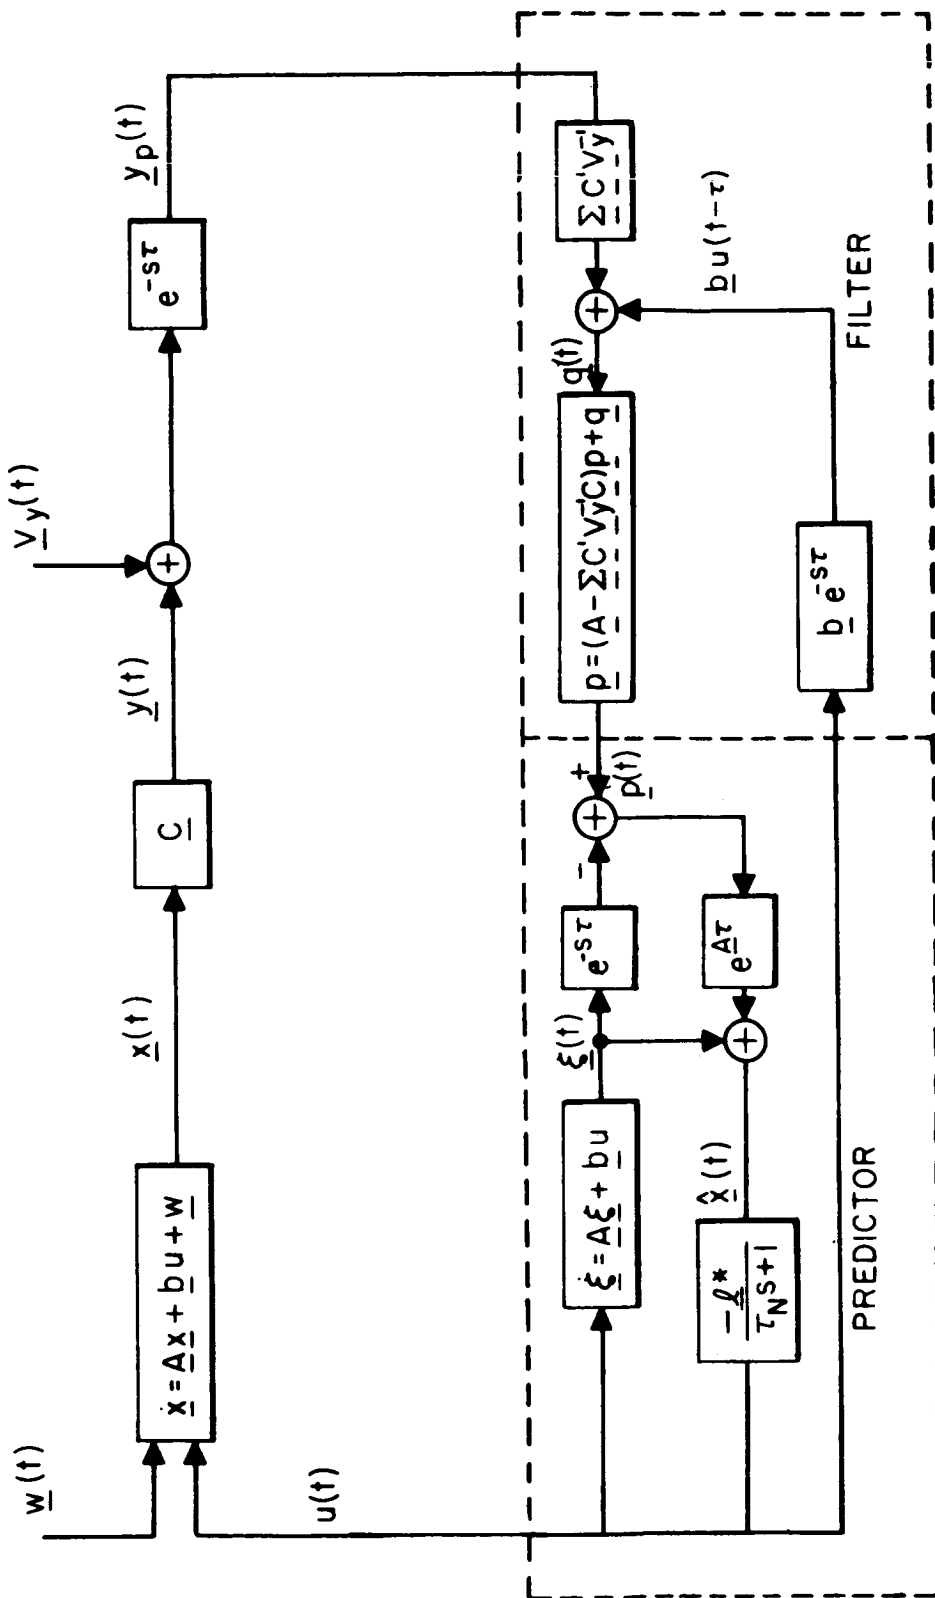 w(t)
ẋ = Ax + bu + w
x(t)
C
y(t)
v_y(t)
+
e^{-sτ}
y_p(t)
u(t)
ξ̇ = Aξ + bu
ξ(t)
e^{-sτ}
-
+
+
p(t)
ṗ = (A - ΣC'V_y^{-1}C)p + q
q(t)
+
ΣC'V_y^{-1}
-ℓ*
τ_N s + 1
x̂(t)
+
e^{Aτ}
b e^{-sτ}
b u(t-τ)
PREDICTOR
FILTER